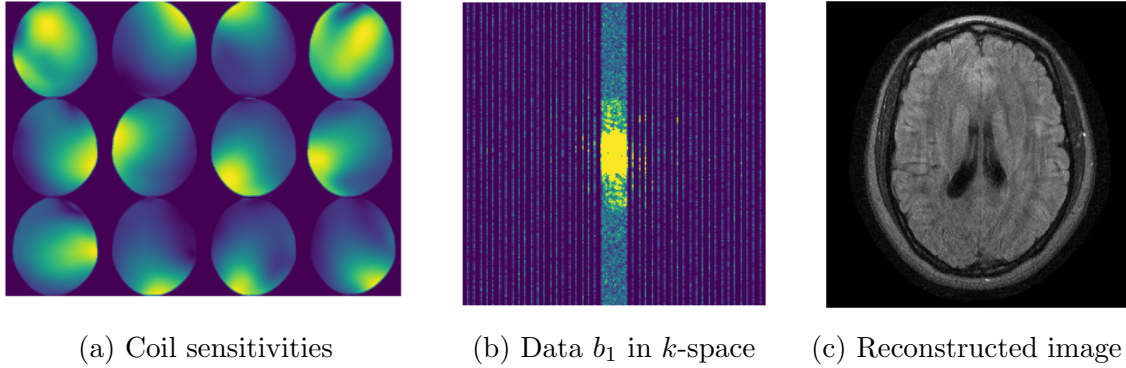 (a) Coil sensitivities
(b) Data b₁ in k-space
(c) Reconstructed image